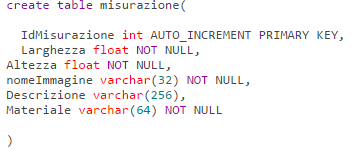 create table misurazione(
IdMisurazione int AUTO_INCREMENT PRIMARY KEY,
Larghezza float NOT NULL,
Altezza float NOT NULL,
nomeImmagine varchar(32) NOT NULL,
Descrizione varchar(256),
Materiale varchar(64) NOT NULL
)